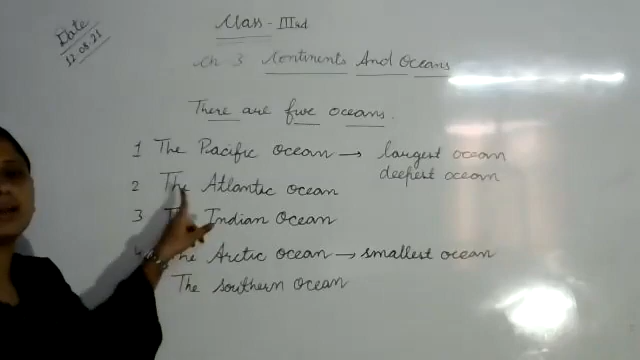 Date
12.08.21
Class - IIIrd
Ch 3 Continents And Oceans
There are five oceans.
1 The Pacific ocean → largest ocean
deepest ocean
2 The Atlantic ocean
3 The Indian Ocean
4 The Arctic ocean → smallest ocean
The southern Ocean